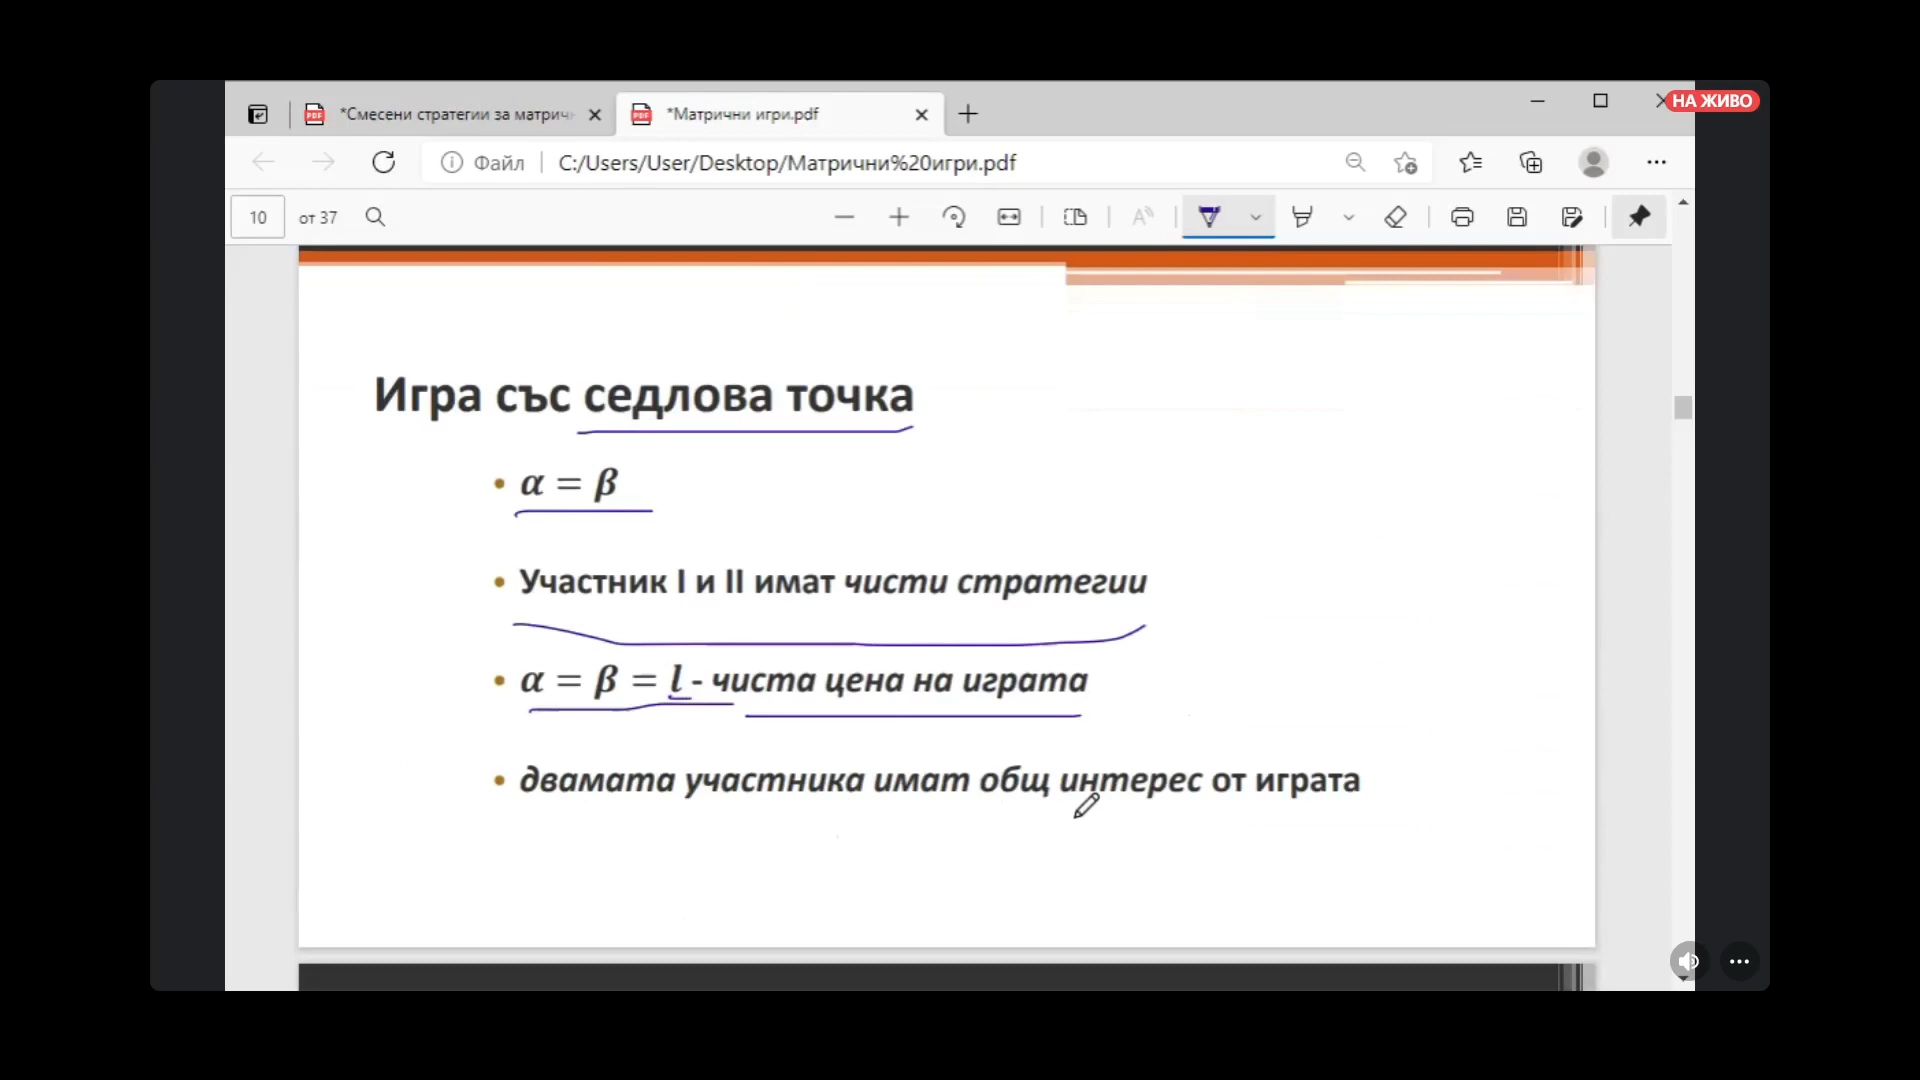 *Смесени стратегии за матричн
*Матрични игри.pdf
НА ЖИВО
Файл
C:/Users/User/Desktop/Матрични%20игри.pdf
10 от 37
Игра със седлова точка
• α = β
• Участник I и II имат чисти стратегии
• α = β = l - чиста цена на играта
• двамата участника имат общ интерес от играта